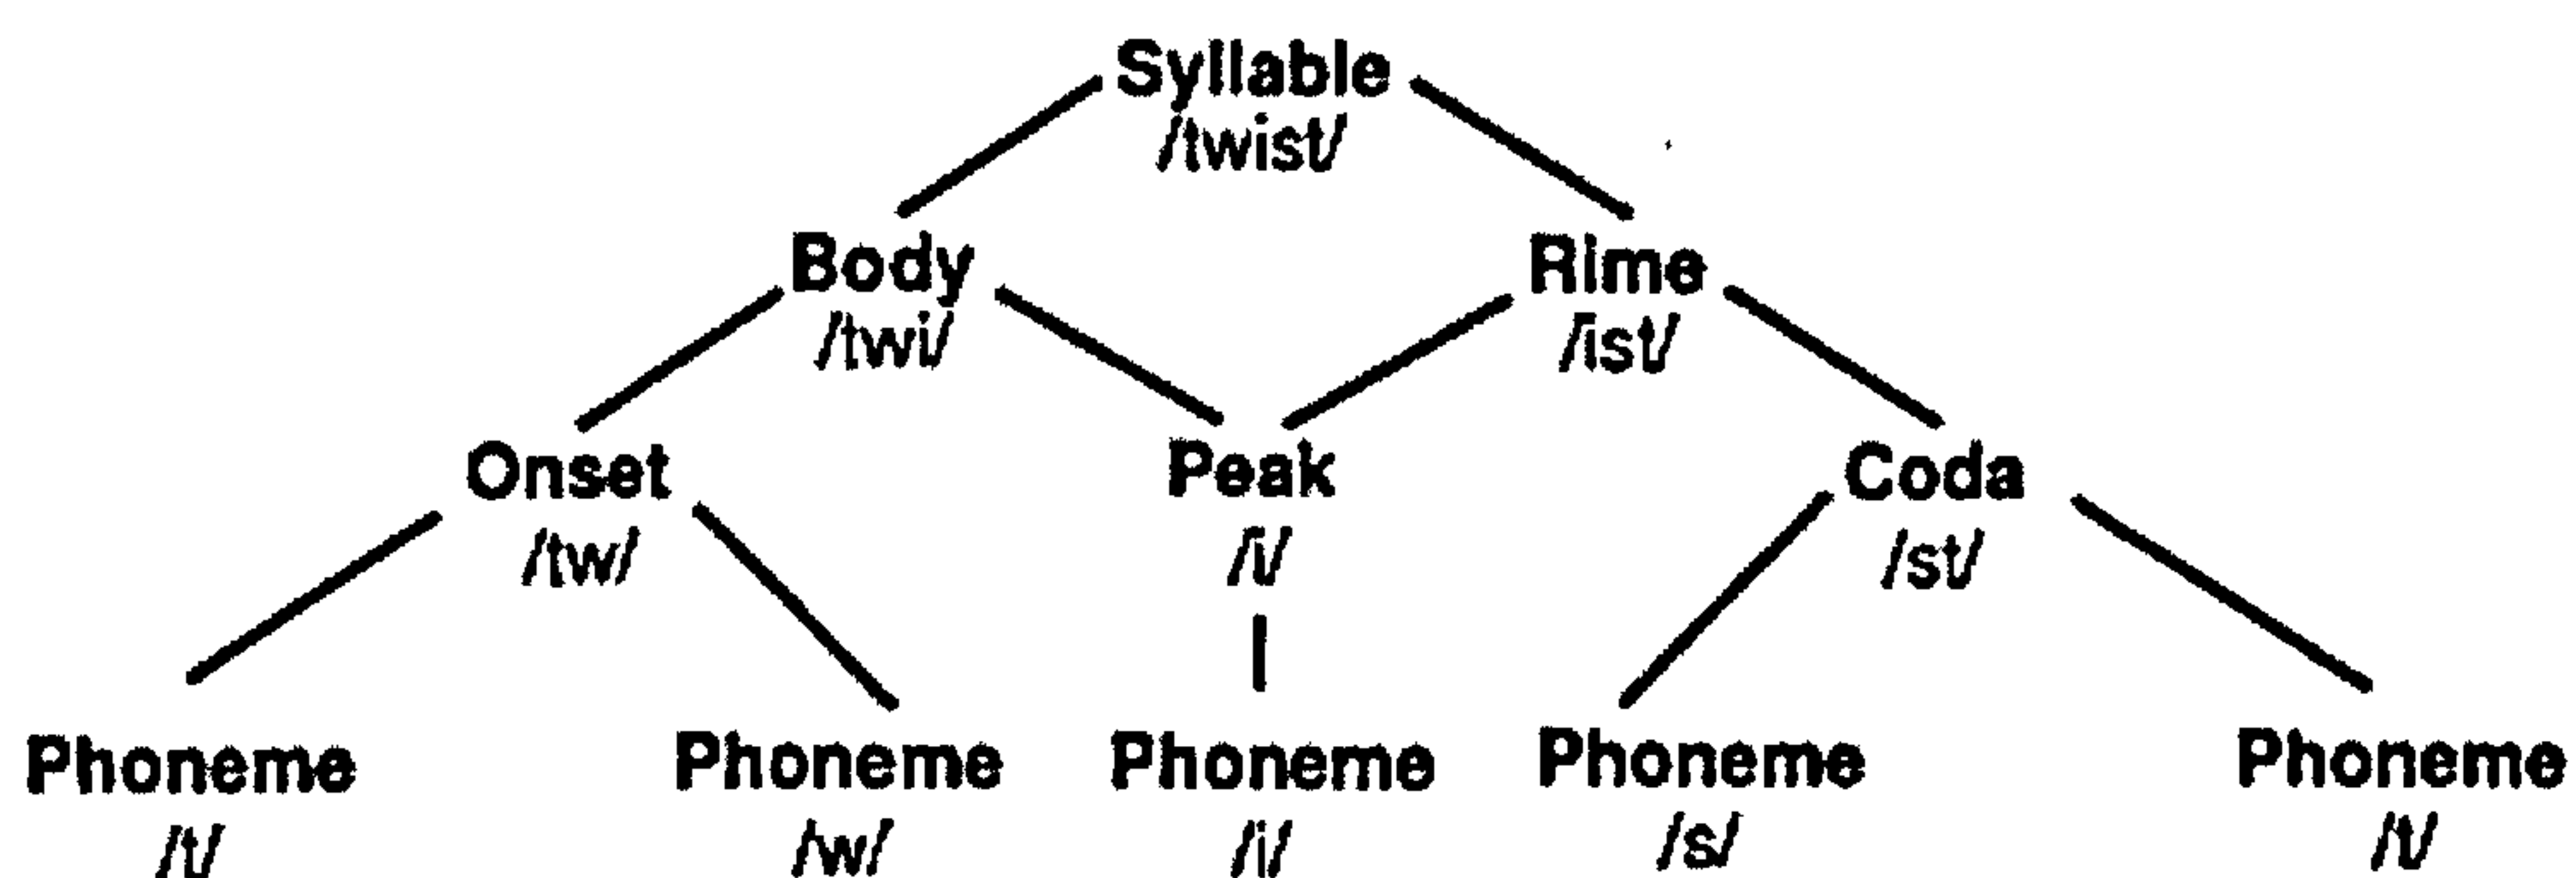 Syllable
/twist/
Body Rime
/twi/ /ist/
Onset Peak Coda
/tw/ /i/ /st/
Phoneme Phoneme Phoneme Phoneme Phoneme
/t/ /w/ /i/ /s/ /t/